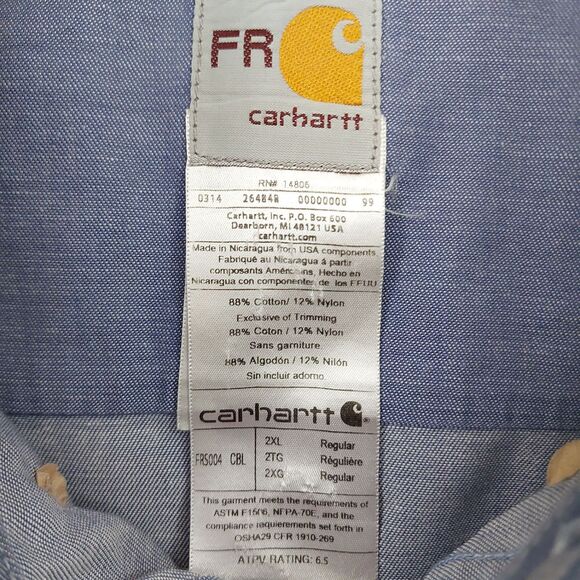 FR
carhartt
RN# 14806
0314 264848 00000000 99
Carhartt, Inc. P.O. Box 600
Dearborn, MI 48121 USA
carhartt.com
Made in Nicaragua from USA components
Fabriqué au Nicaragua à partir
composants Américains, Hecho en
Nicaragua con componentes de los EEUU
88% Cotton/ 12% Nylon
Exclusive of Trimming
88% Coton / 12% Nylon
Sans garniture
88% Algodón / 12% Nilón
Sin incluir adorno
carhartt
FRS004 CBL
2XL Regular
2TG Régulière
2XG Regular
This garment meets the requirements of
ASTM F1506, NFPA-70E, and the
compliance requierements set forth in
OSHA29 CFR 1910-269
ATPV RATING: 6.5